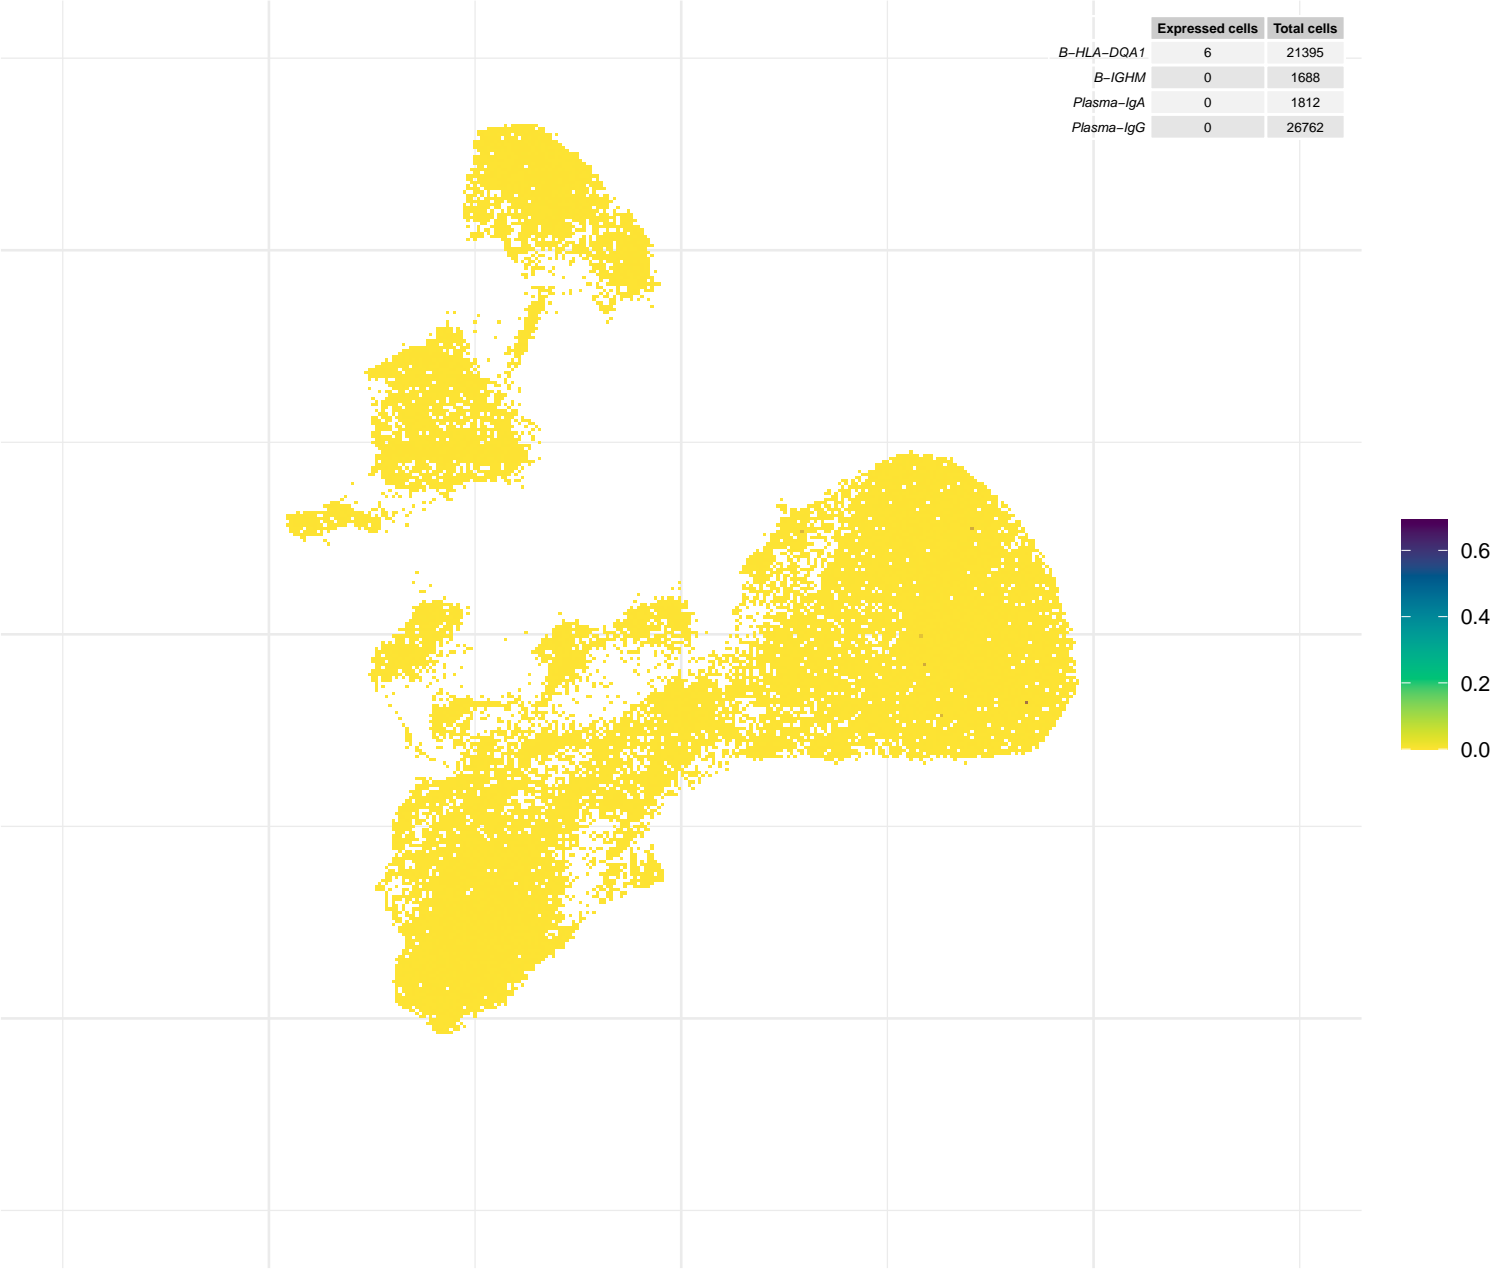 Expressed cells Total cells
B−HLA−DQA1 6 21395
B−IGHM 0 1688
Plasma−IgA 0 1812
Plasma−IgG 0 26762
0.6
0.4
0.2
0.0